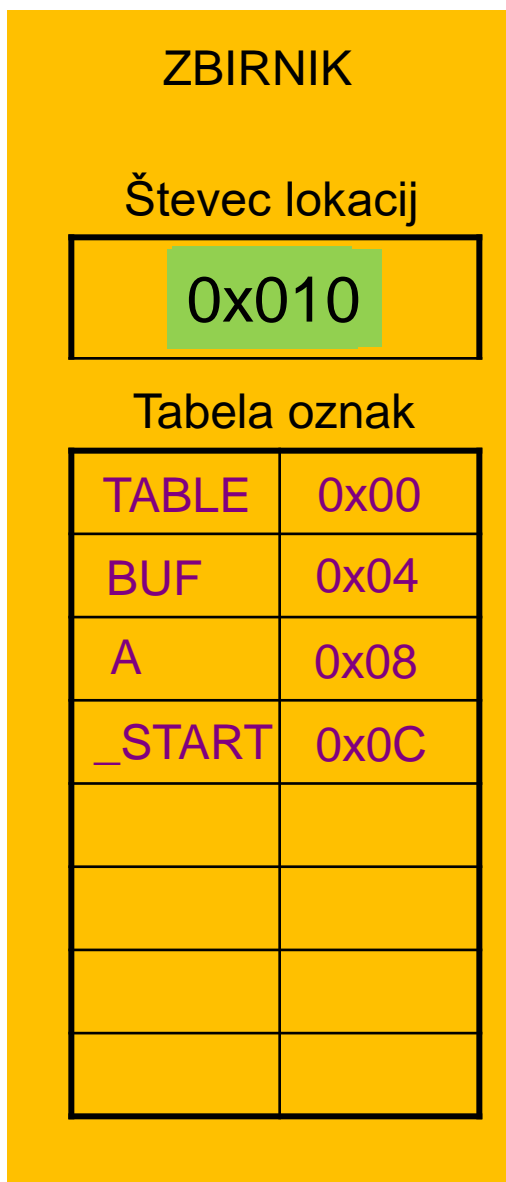 ZBIRNIK
Števec lokacij
0x010
Tabela oznak
TABLE 0x00
BUF 0x04
A 0x08
_START 0x0C